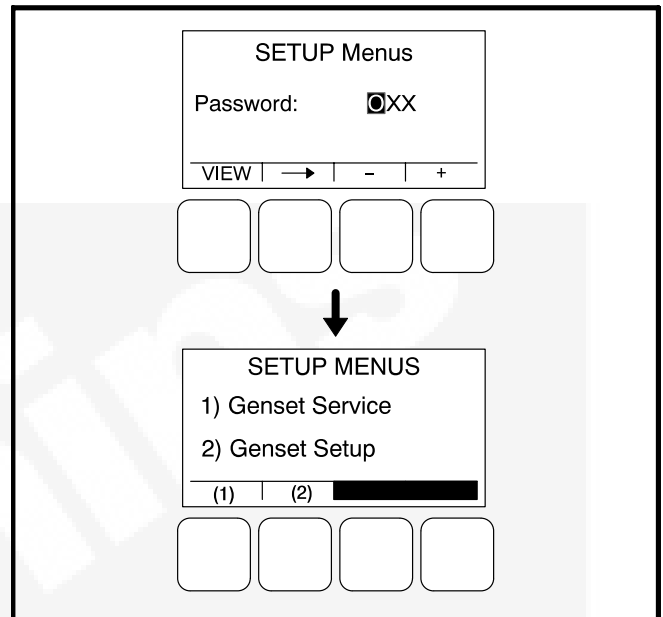 SETUP Menus
Password: 0XX
VIEW → - +
SETUP MENUS
1) Genset Service
2) Genset Setup
(1) (2)